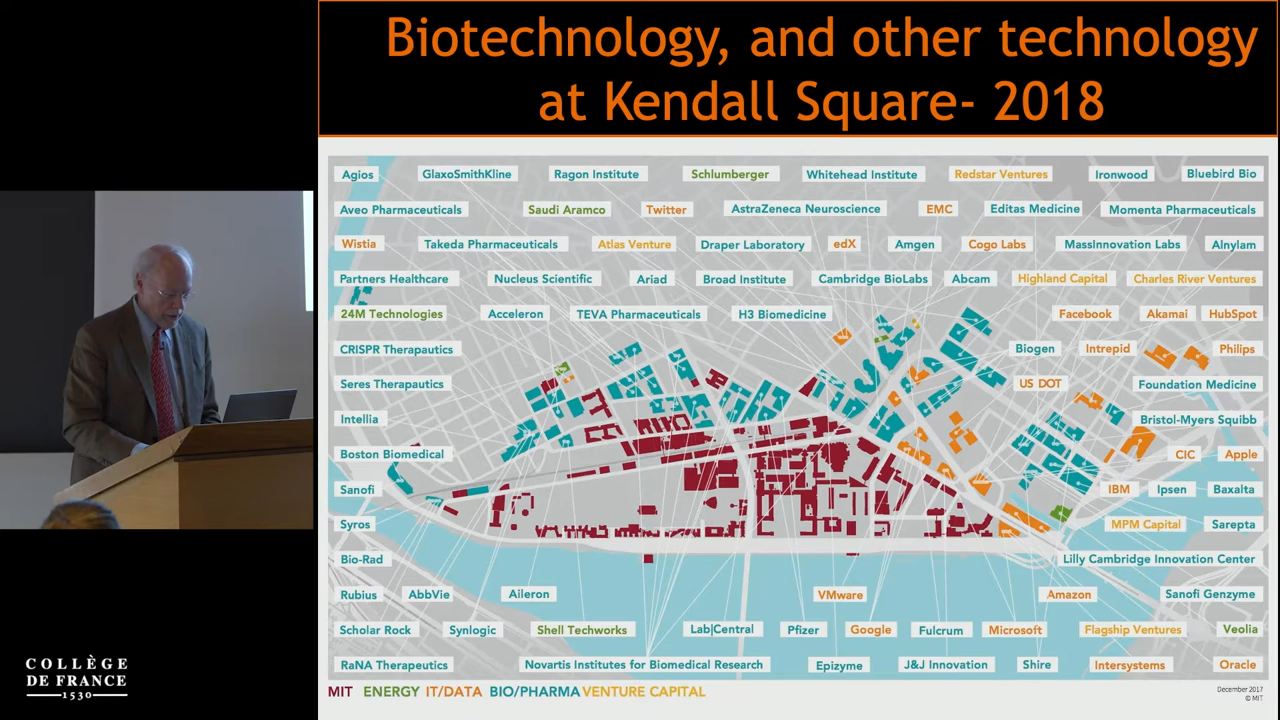 Biotechnology, and other technology
at Kendall Square- 2018
Agios GlaxoSmithKline Ragon Institute Schlumberger Whitehead Institute Redstar Ventures Ironwood Bluebird Bio
Aveo Pharmaceuticals Saudi Aramco Twitter AstraZeneca Neuroscience EMC Editas Medicine Momenta Pharmaceuticals
Wistia Takeda Pharmaceuticals Atlas Venture Draper Laboratory edX Amgen Cogo Labs MassInnovation Labs Alnylam
Partners Healthcare Nucleus Scientific Ariad Broad Institute Cambridge BioLabs Abcam Highland Capital Charles River Ventures
24M Technologies Acceleron TEVA Pharmaceuticals H3 Biomedicine Facebook Akamai HubSpot
CRISPR Therapautics Biogen Intrepid Philips
Seres Therapautics US DOT Foundation Medicine
Intellia Bristol-Myers Squibb
Boston Biomedical CIC Apple
Sanofi IBM Ipsen Baxalta
Syros MPM Capital Sarepta
Bio-Rad Lilly Cambridge Innovation Center
Rubius AbbVie Aileron VMware Amazon Sanofi Genzyme
Scholar Rock Synlogic Shell Techworks Lab|Central Pfizer Google Fulcrum Microsoft Flagship Ventures Veolia
RaNA Therapeutics Novartis Institutes for Biomedical Research Epizyme J&J Innovation Shire Intersystems Oracle
MIT ENERGY IT/DATA BIO/PHARMA VENTURE CAPITAL
December 2017
© MIT
COLLÈGE
DE FRANCE
1530